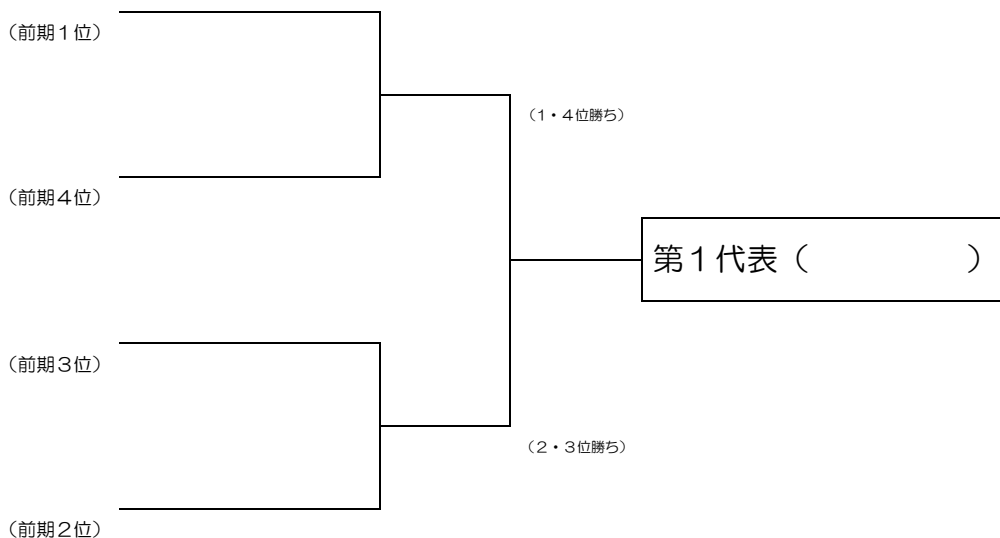 （前期１位）
（1・４位勝ち）
（前期４位）
第１代表（　　　　　）
（前期３位）
（２・３位勝ち）
（前期２位）